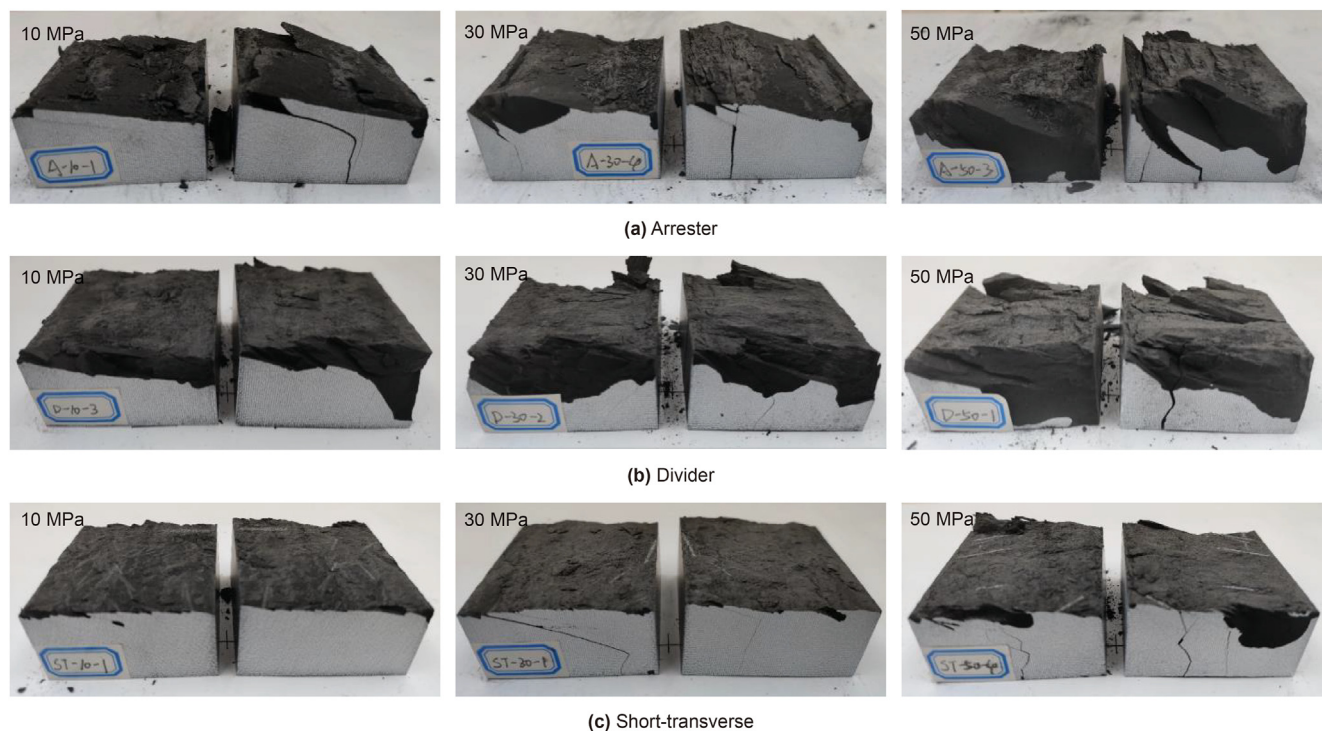 10 MPa
30 MPa
50 MPa
A-10-1
A-30-4
A-50-3
(a) Arrester
10 MPa
30 MPa
50 MPa
D-10-3
D-30-2
D-50-1
(b) Divider
10 MPa
30 MPa
50 MPa
ST-10-1
ST-30-1
ST-50-4
(c) Short-transverse